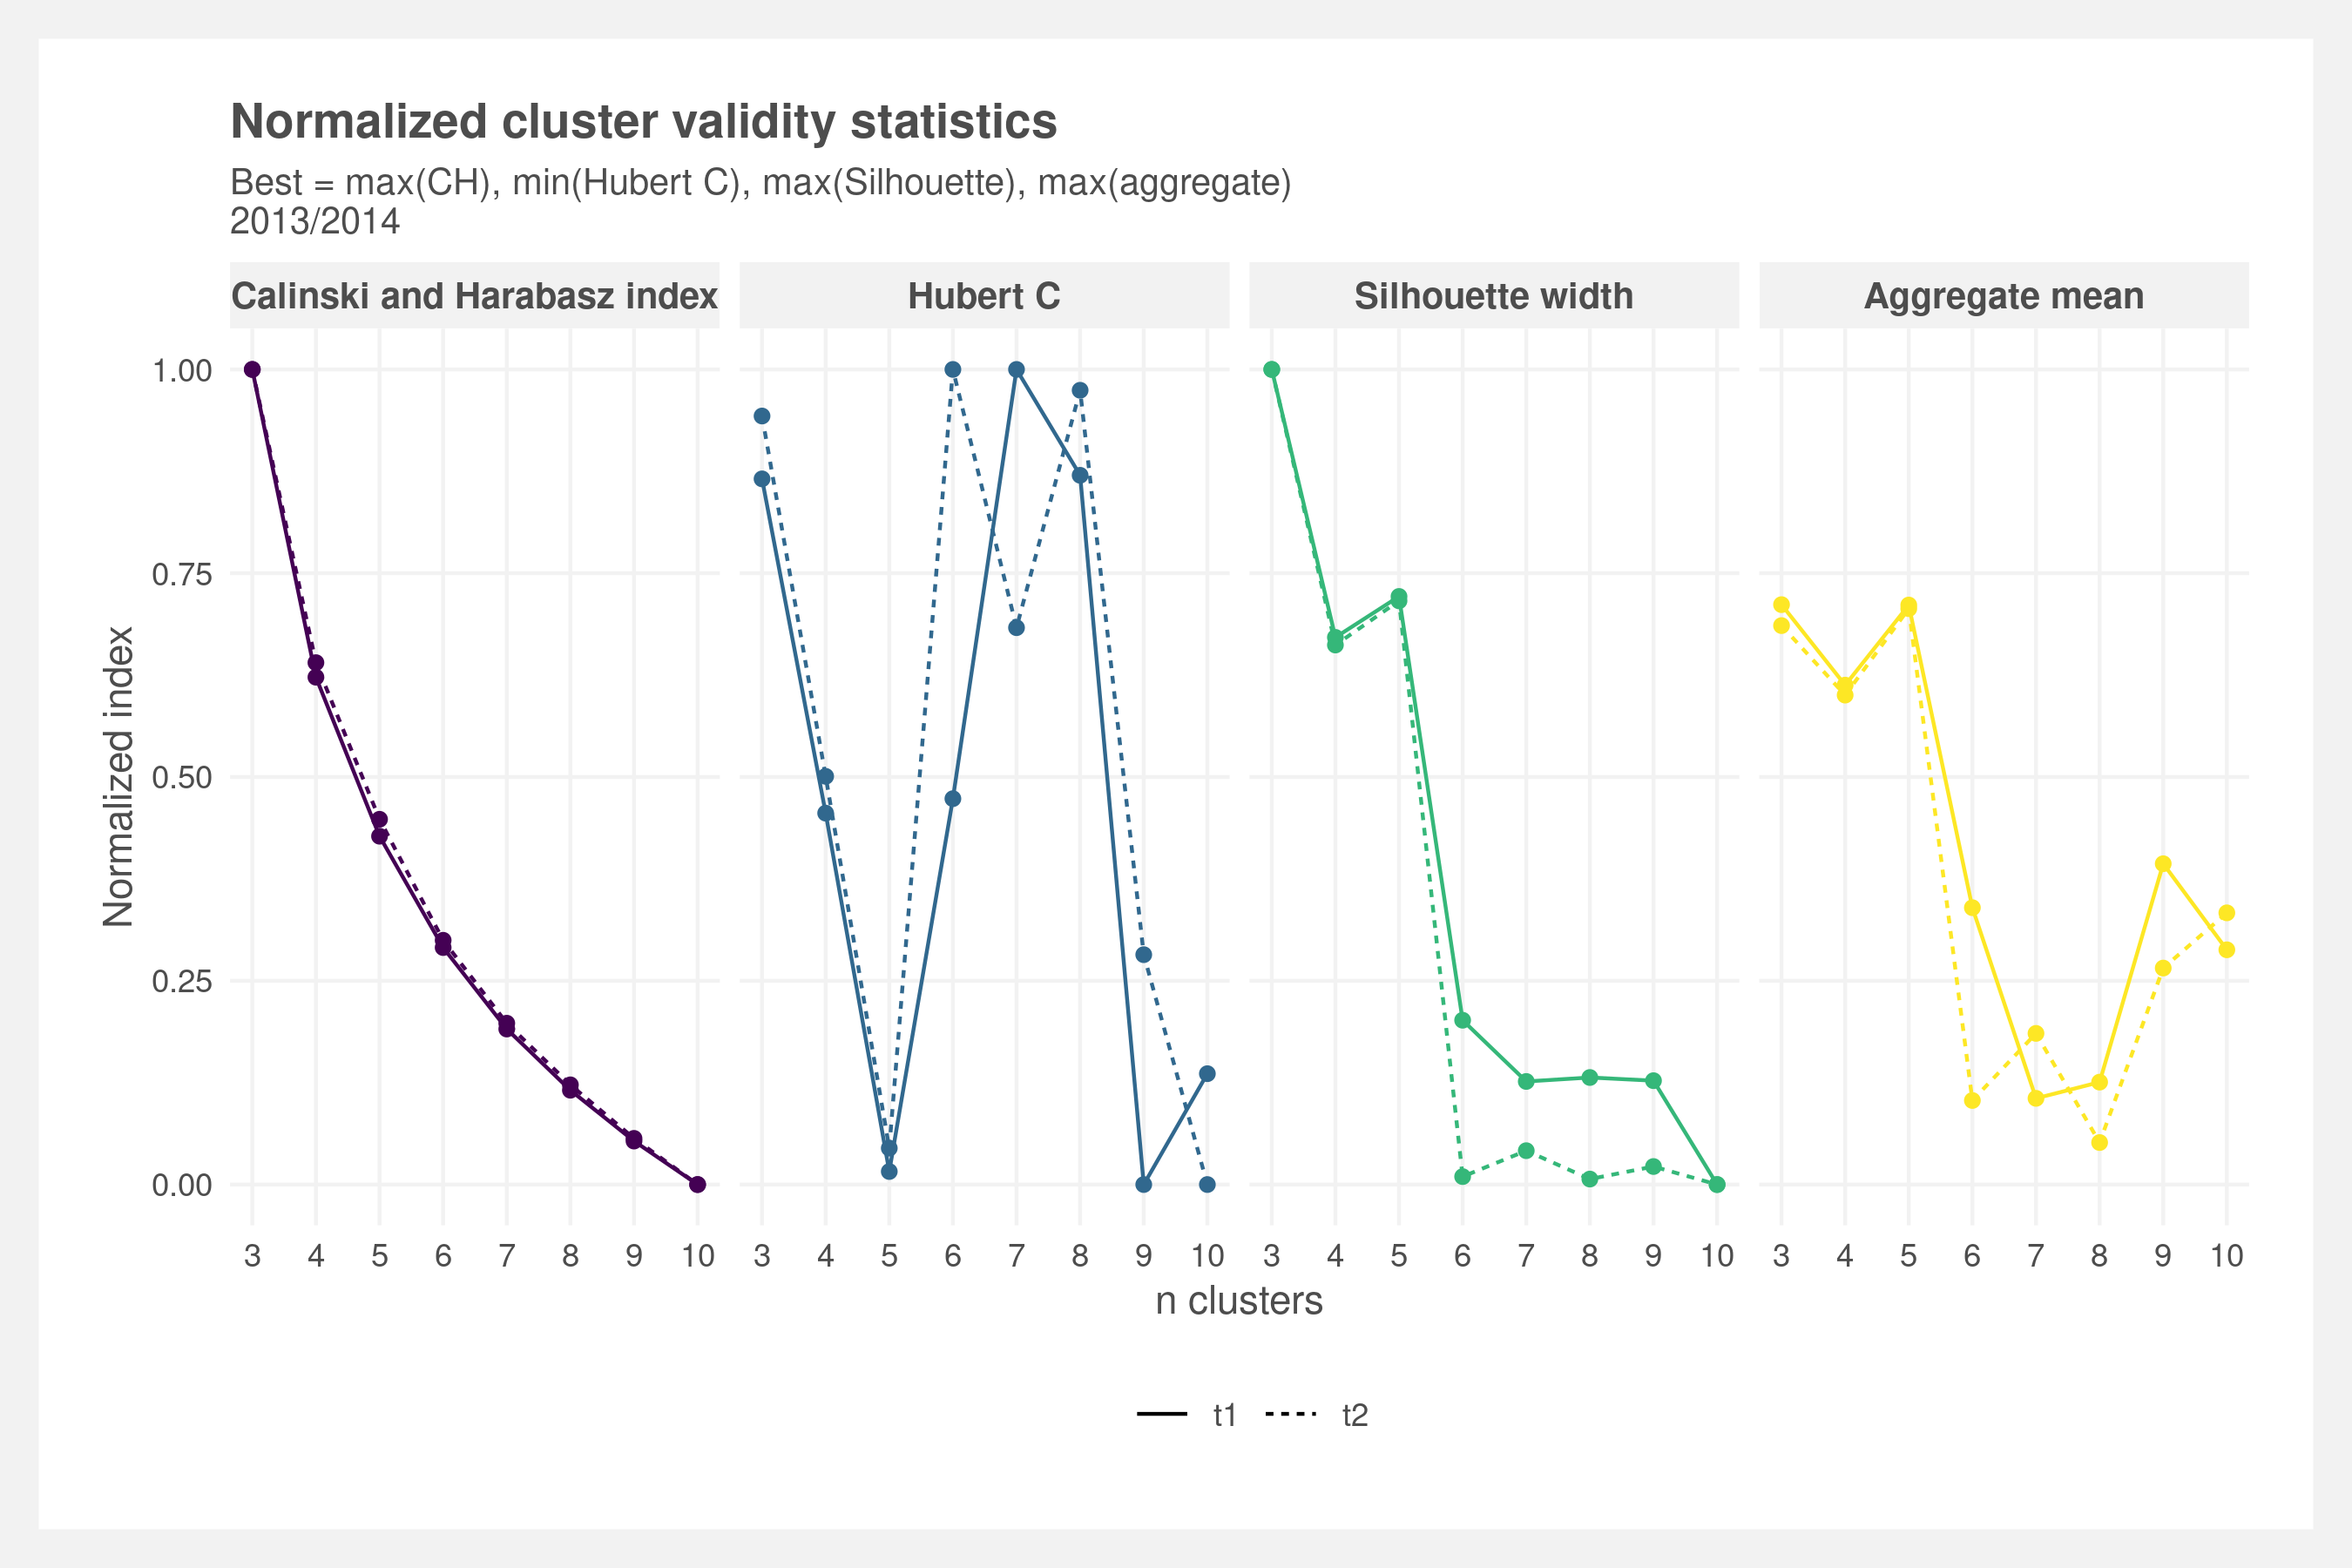 Normalized cluster validity statistics
Best = max(CH), min(Hubert C), max(Silhouette), max(aggregate)
2013/2014
Calinski and Harabasz index
Hubert C
Silhouette width
Aggregate mean
Normalized index
1.00
0.75
0.50
0.25
0.00
3 4 5 6 7 8 9 10
3 4 5 6 7 8 9 10
3 4 5 6 7 8 9 10
3 4 5 6 7 8 9 10
n clusters
t1 t2